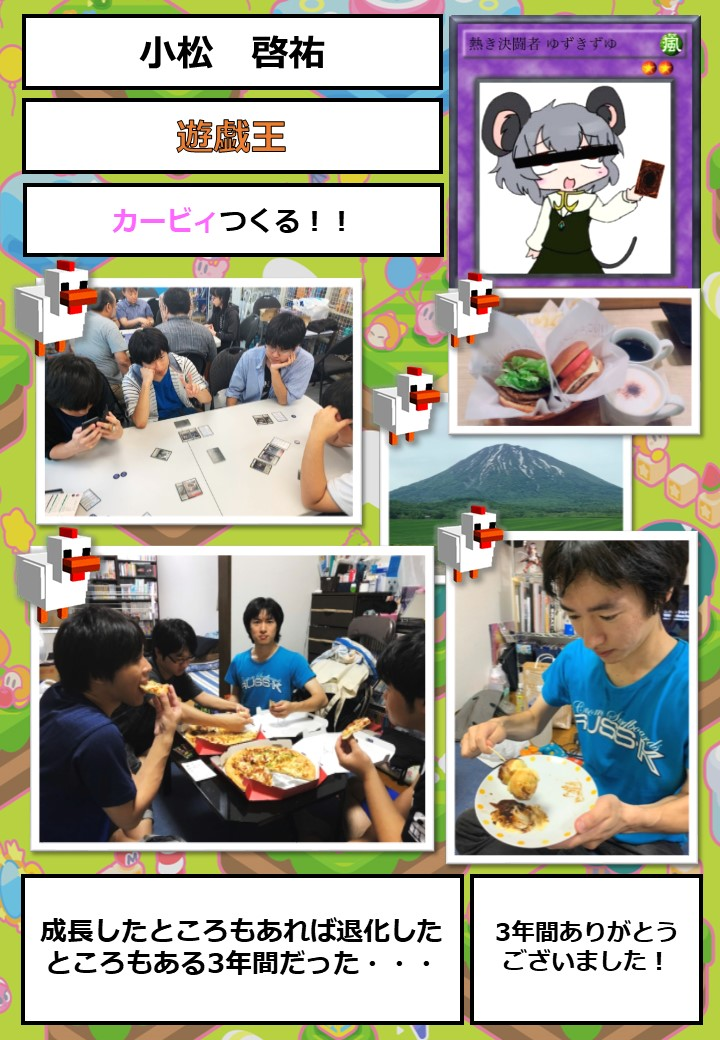 小松　啓祐
熱き決闘者 ゆずきずゆ
風
遊戯王
カービィつくる！！
成長したところもあれば退化した
ところもある3年間だった・・・
3年間ありがとう
ございました！